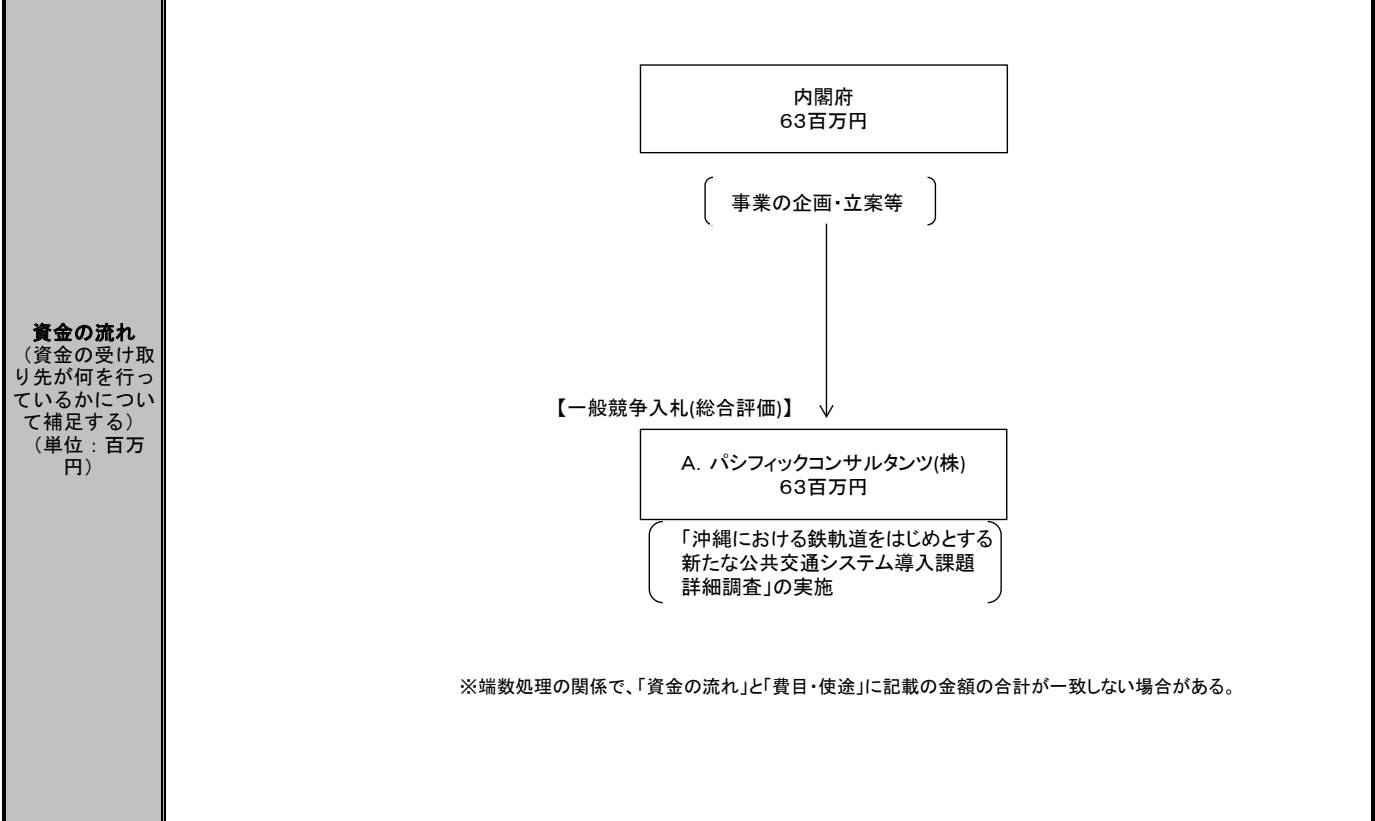 資金の流れ
（資金の受け取
り先が何を行っ
ているかについ
て補足する）
（単位：百万
円）
内閣府
６３百万円
事業の企画・立案等
【一般競争入札(総合評価)】
Ａ．パシフィックコンサルタンツ(株)
６３百万円
「沖縄における鉄軌道をはじめとする
新たな公共交通システム導入課題
詳細調査」の実施
※端数処理の関係で、「資金の流れ」と「費目・使途」に記載の金額の合計が一致しない場合がある。